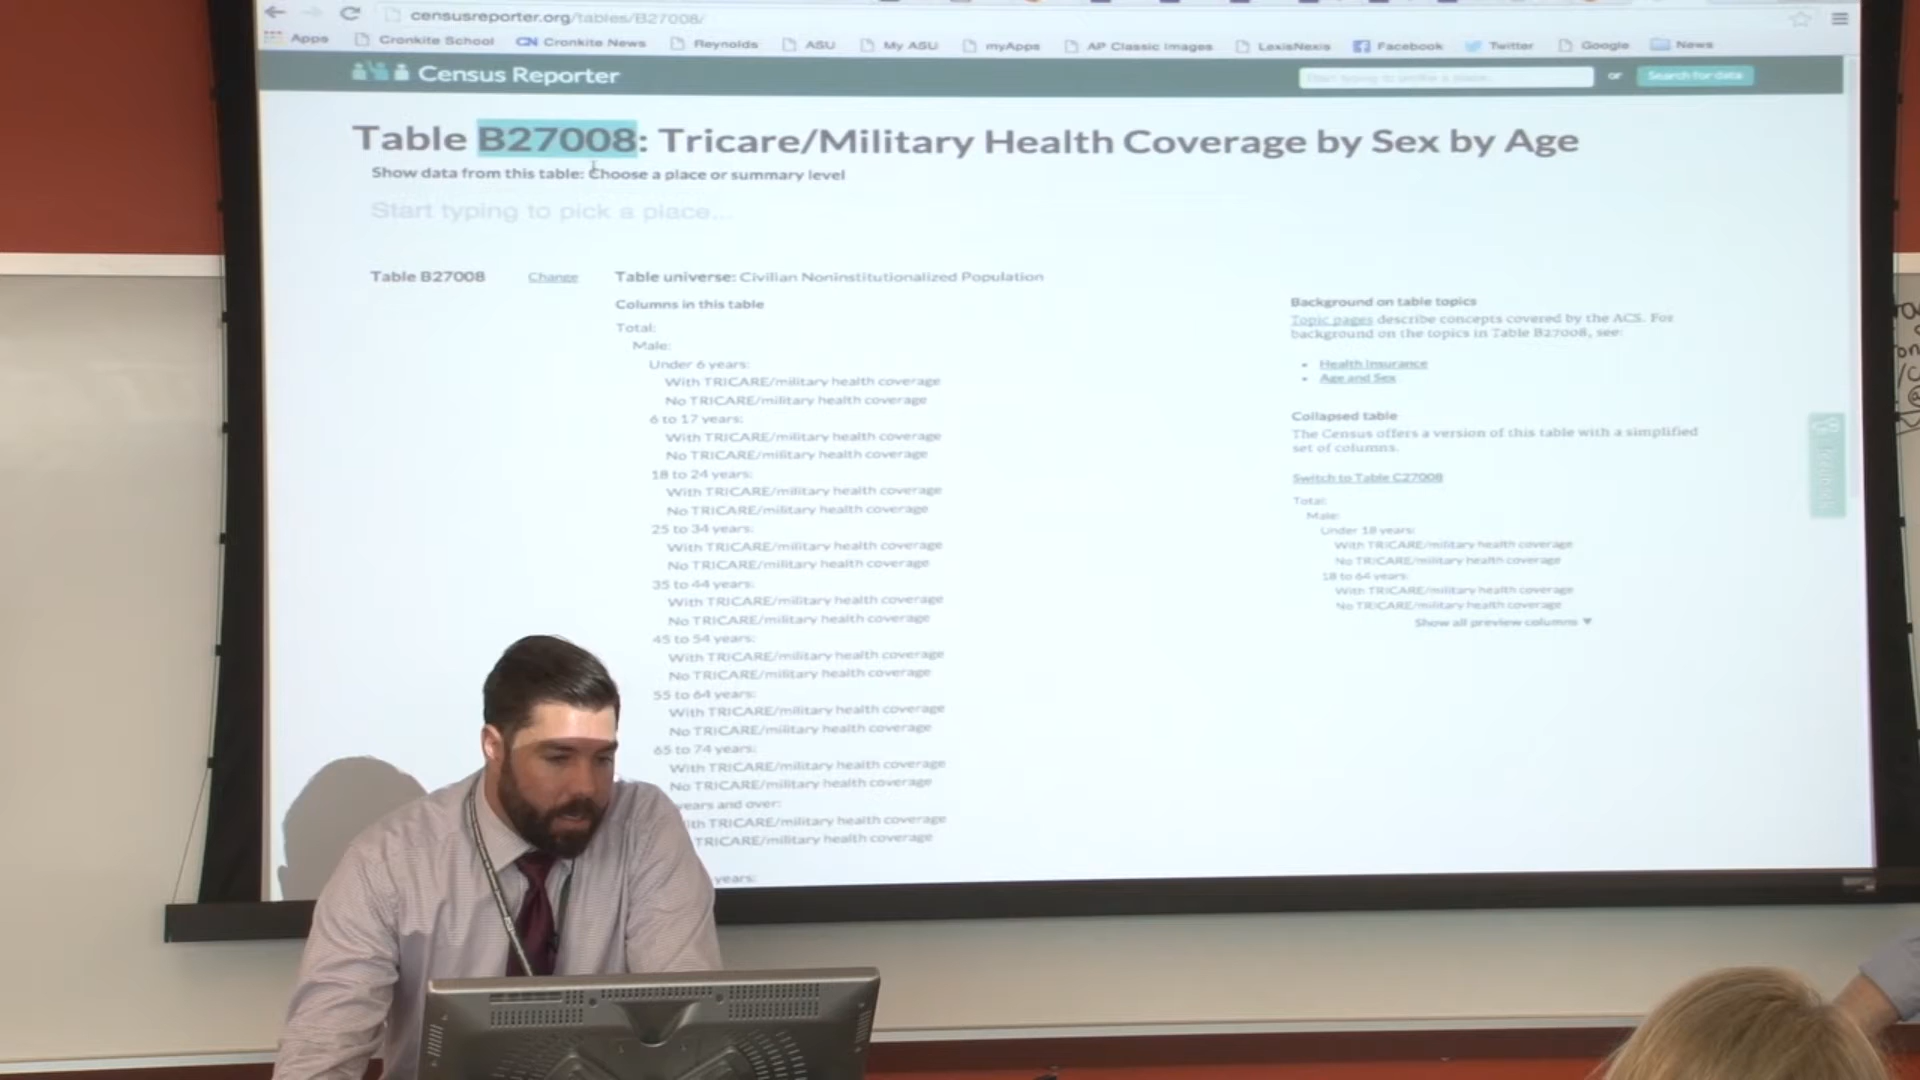 censusreporter.org/tables/B27008/
Apps Cronkite School CN Cronkite News Reynolds ASU My ASU myApps AP Classic Images LexisNexis Facebook Twitter Google News
Census Reporter
Start typing to profile a place... or Search for data
Table B27008: Tricare/Military Health Coverage by Sex by Age
Show data from this table: Choose a place or summary level
Start typing to pick a place...
Table B27008 Change
Table universe: Civilian Noninstitutionalized Population
Columns in this table
Total:
Male:
Under 6 years:
With TRICARE/military health coverage
No TRICARE/military health coverage
6 to 17 years:
With TRICARE/military health coverage
No TRICARE/military health coverage
18 to 24 years:
With TRICARE/military health coverage
No TRICARE/military health coverage
25 to 34 years:
With TRICARE/military health coverage
No TRICARE/military health coverage
35 to 44 years:
With TRICARE/military health coverage
No TRICARE/military health coverage
45 to 54 years:
With TRICARE/military health coverage
No TRICARE/military health coverage
55 to 64 years:
With TRICARE/military health coverage
No TRICARE/military health coverage
65 to 74 years:
With TRICARE/military health coverage
No TRICARE/military health coverage
years and over:
TRICARE/military health coverage
TRICARE/military health coverage
years:
Background on table topics
Topic pages describe concepts covered by the ACS. For
background on the topics in Table B27008, see:
Health Insurance
Age and Sex
Collapsed table
The Census offers a version of this table with a simplified
set of columns.
Switch to Table C27008
Total:
Male:
Under 18 years:
With TRICARE/military health coverage
No TRICARE/military health coverage
18 to 64 years:
With TRICARE/military health coverage
No TRICARE/military health coverage
Show all preview columns ▼